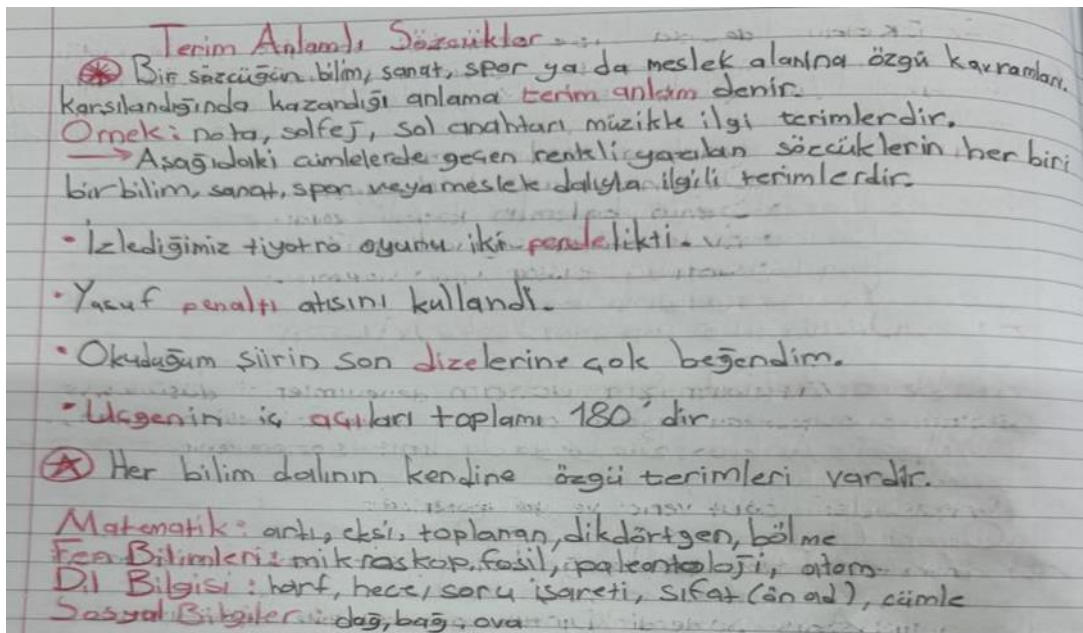 Terim Anlamlı Sözcükler
Bir sözcüğün bilim, sanat, spor ya da meslek alanına özgü kavramları
karşılandığında kazandığı anlama terim anlam denir.
Örnek: nota, solfej, sol anahtarı müzikle ilgi terimlerdir.
→ Aşağıdaki cümlelerde geçen renkli yazılan sözcüklerin her biri
bir bilim, sanat, spor veya meslek dalıyla ilgili terimlerdir.
• İzlediğimiz tiyatro oyunu iki perdelikti.
• Yusuf penaltı atışını kullandı.
• Okuduğum şiirin son dizelerine çok beğendim.
• Üçgenin iç açıları toplamı 180° dir
Her bilim dalının kendine özgü terimleri vardır.
Matematik: artı, eksi, toplanan, dikdörtgen, bölme
Fen Bilimleri: mikroskop, fosil, paleontoloji, atom
Dil Bilgisi: harf, hece, soru işareti, sıfat (ön ad), cümle
Sosyal Bilgiler: dağ, bağ, ova